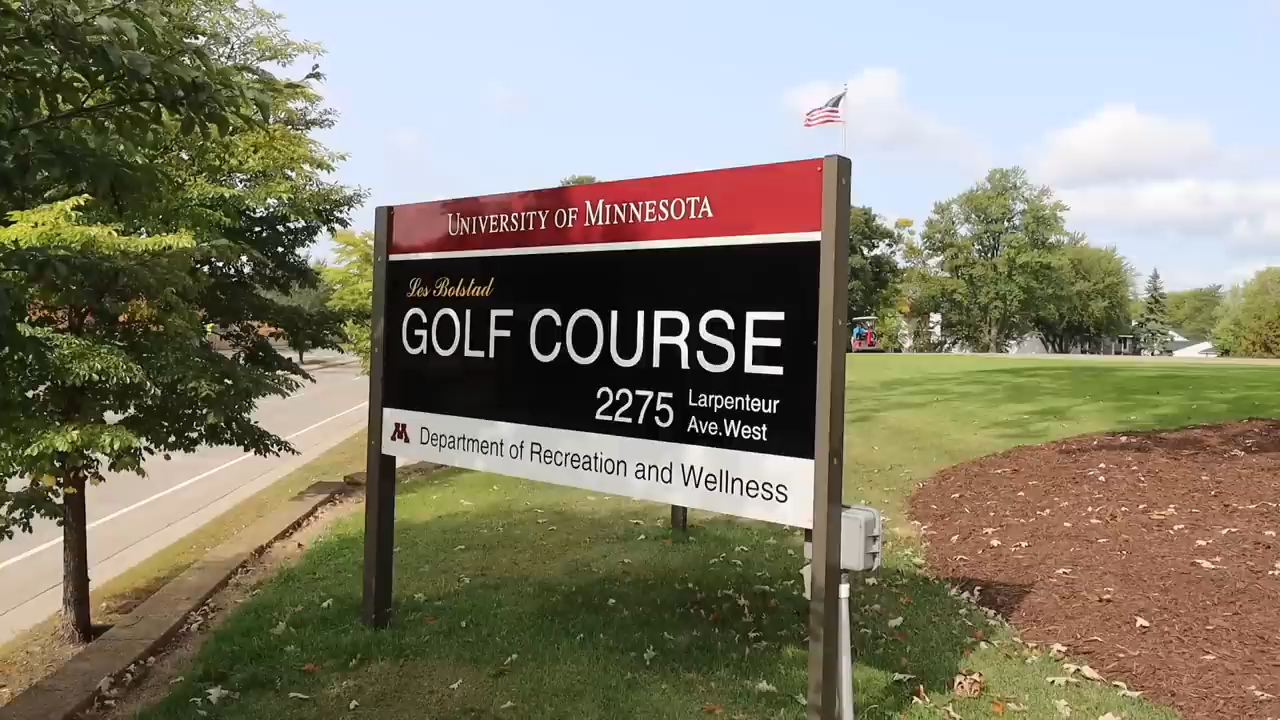 UNIVERSITY OF MINNESOTA
Les Bolstad
GOLF COURSE
2275 Larpenteur
Ave.West
M Department of Recreation and Wellness